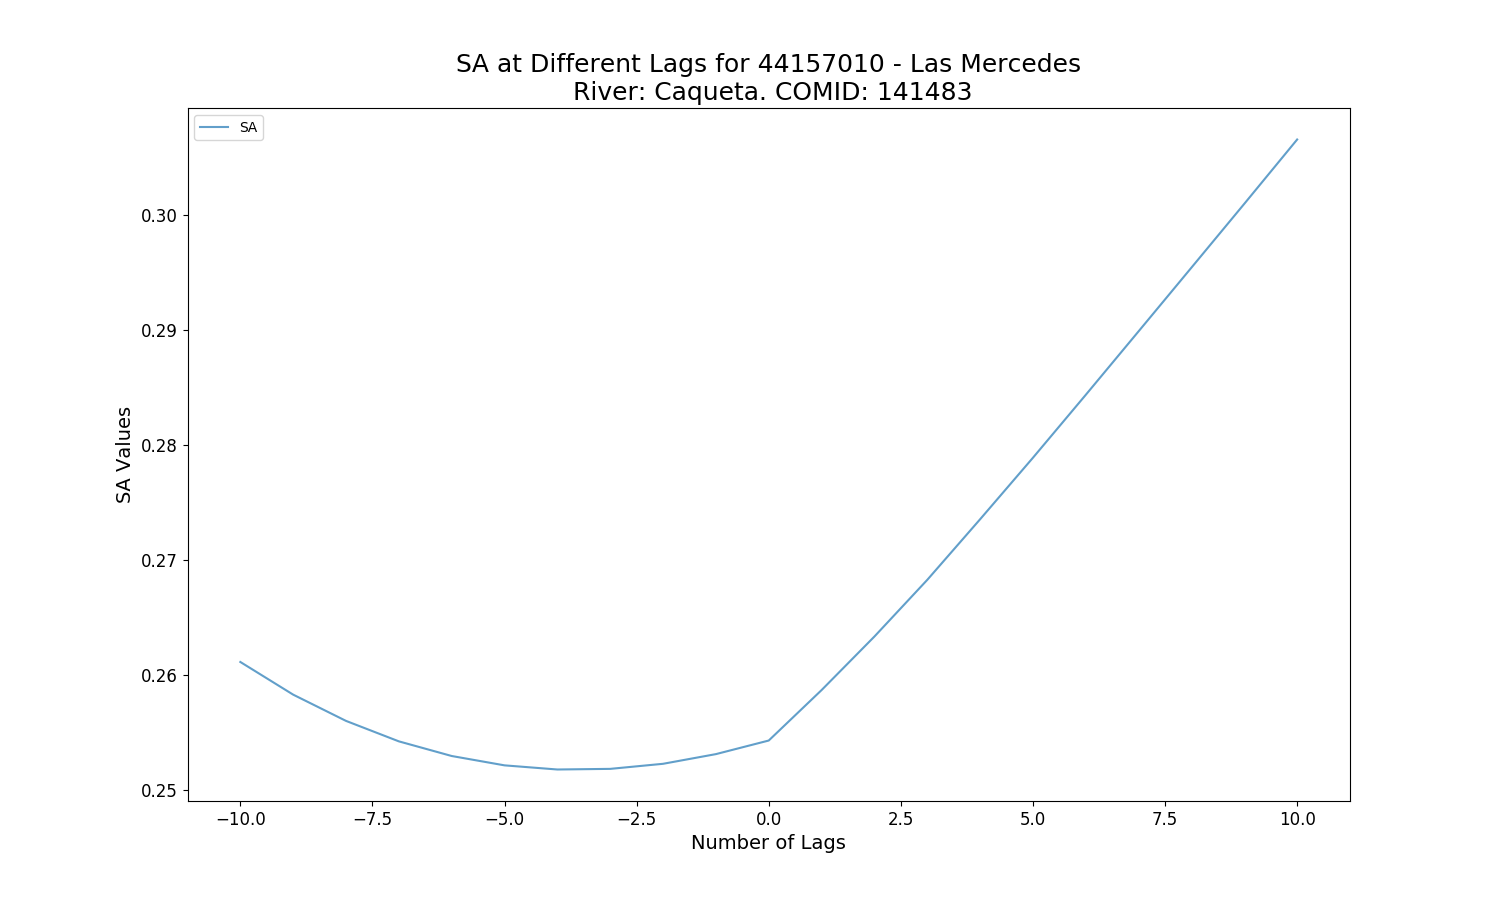 SA at Different Lags for 44157010 - Las Mercedes
River: Caqueta. COMID: 141483
SA
0.30
0.29
0.28
0.27
0.26
0.25
SA Values
−10.0 −7.5 −5.0 −2.5 0.0 2.5 5.0 7.5 10.0
Number of Lags